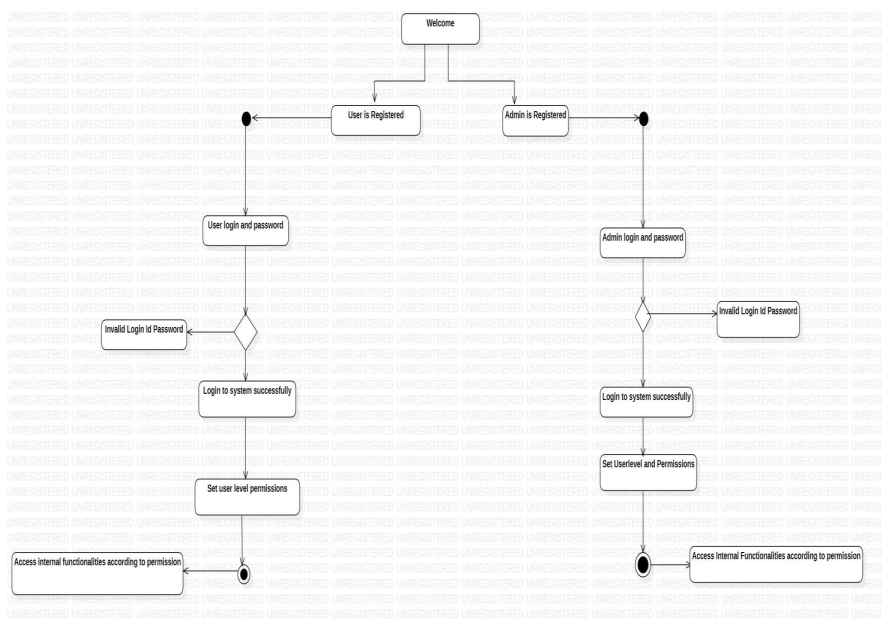 Welcome
User is Registered
Admin is Registered
User login and password
Admin login and password
Invalid Login Id Password
Invalid Login Id Password
Login to system successfully
Login to system successfully
Set user level permissions
Set Userlevel and Permissions
Access internal functionalities according to permission
Access Internal Functionalities according to permission
UNREGISTERED